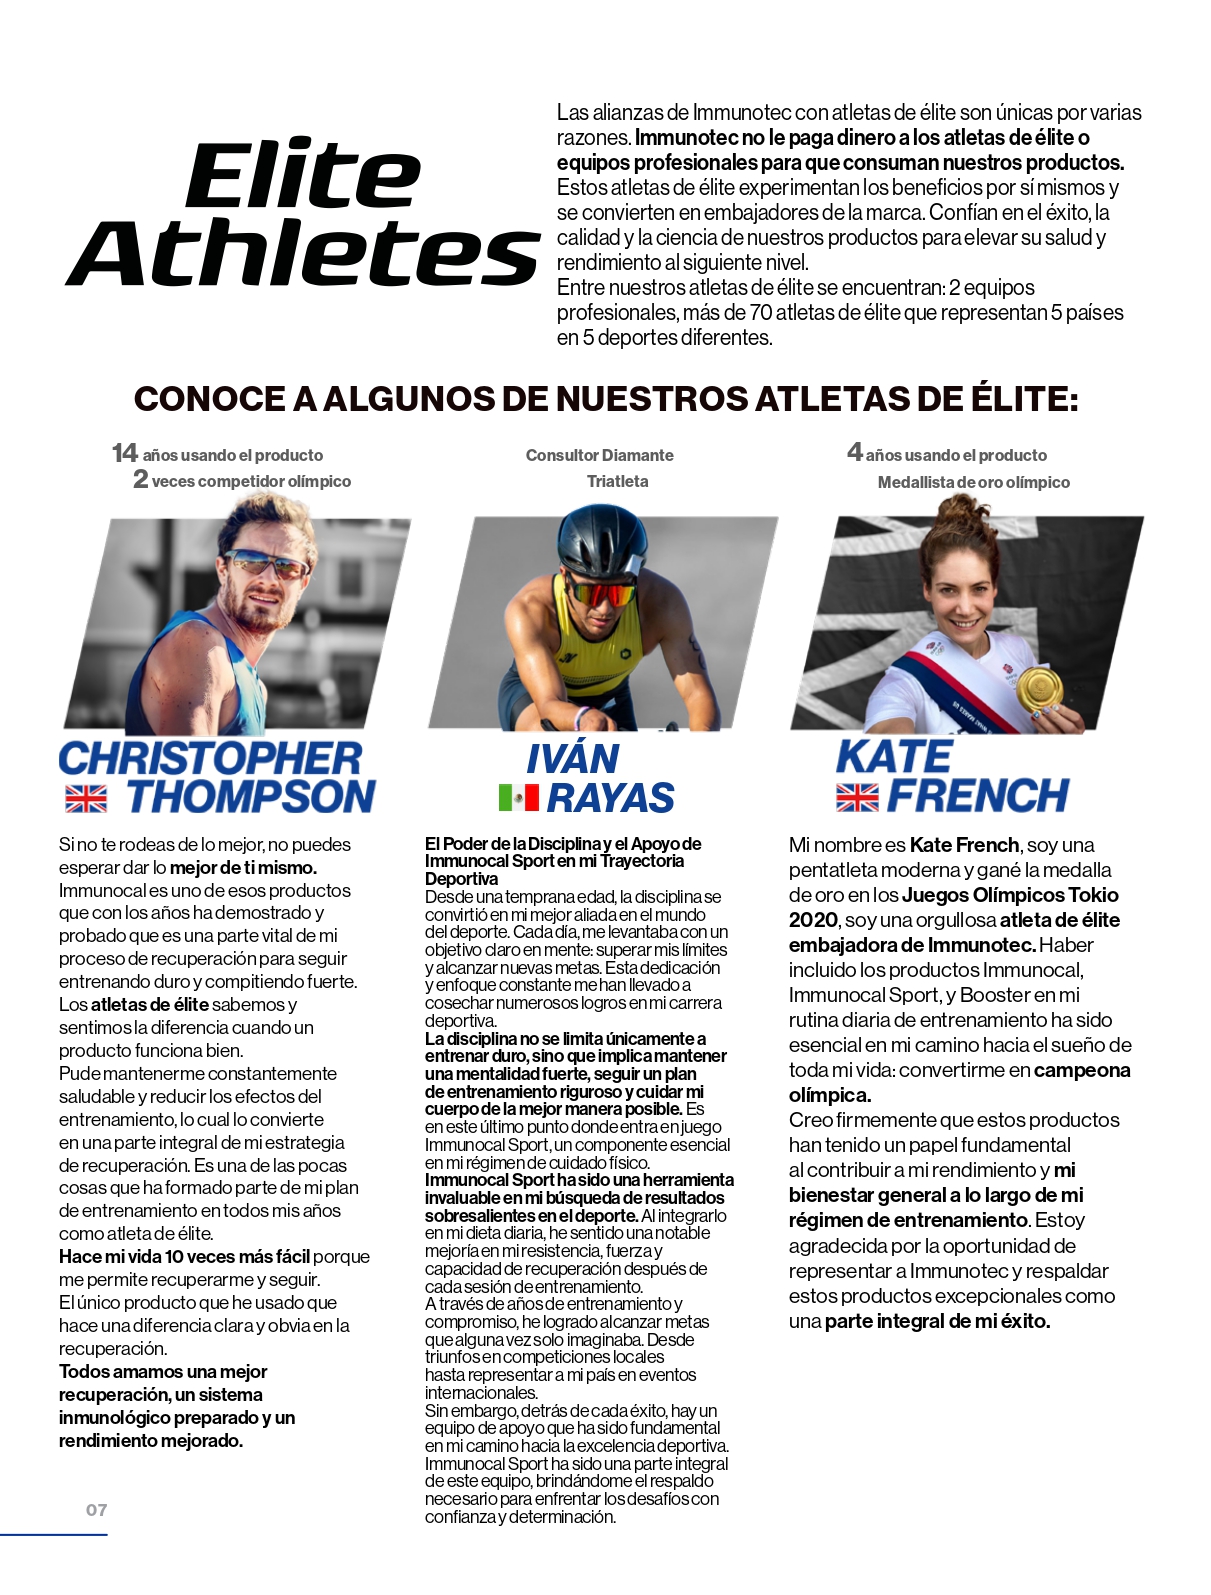 Elite
Athletes
Las alianzas de Immunotec con atletas de élite son únicas por varias
razones. Immunotec no le paga dinero a los atletas de élite o
equipos profesionales para que consuman nuestros productos.
Estos atletas de élite experimentan los beneficios por sí mismos y
se convierten en embajadores de la marca. Confían en el éxito, la
calidad y la ciencia de nuestros productos para elevar su salud y
rendimiento al siguiente nivel.
Entre nuestros atletas de élite se encuentran: 2 equipos
profesionales, más de 70 atletas de élite que representan 5 países
en 5 deportes diferentes.
CONOCE A ALGUNOS DE NUESTROS ATLETAS DE ÉLITE:
14 años usando el producto
2 veces competidor olímpico
CHRISTOPHER
THOMPSON
Si no te rodeas de lo mejor, no puedes
esperar dar lo mejor de ti mismo.
Immunocal es uno de esos productos
que con los años ha demostrado y
probado que es una parte vital de mi
proceso de recuperación para seguir
entrenando duro y compitiendo fuerte.
Los atletas de élite sabemos y
sentimos la diferencia cuando un
producto funciona bien.
Pude mantenerme constantemente
saludable y reducir los efectos del
entrenamiento, lo cual lo convierte
en una parte integral de mi estrategia
de recuperación. Es una de las pocas
cosas que ha formado parte de mi plan
de entrenamiento en todos mis años
como atleta de élite.
Hace mi vida 10 veces más fácil porque
me permite recuperarme y seguir.
El único producto que he usado que
hace una diferencia clara y obvia en la
recuperación.
Todos amamos una mejor
recuperación, un sistema
inmunológico preparado y un
rendimiento mejorado.
Consultor Diamante
Triatleta
IVÁN
RAYAS
El Poder de la Disciplina y el Apoyo de
Immunocal Sport en mi Trayectoria
Deportiva
Desde una temprana edad, la disciplina se
convirtió en mi mejor aliada en el mundo
del deporte. Cada día, me levantaba con un
objetivo claro en mente: superar mis límites
y alcanzar nuevas metas. Esta dedicación
y enfoque constante me han llevado a
cosechar numerosos logros en mi carrera
deportiva.
La disciplina no se limita únicamente a
entrenar duro, sino que implica mantener
una mentalidad fuerte, seguir un plan
de entrenamiento riguroso y cuidar mi
cuerpo de la mejor manera posible. Es
en este último punto donde entra en juego
Immunocal Sport, un componente esencial
en mi régimen de cuidado físico.
Immunocal Sport ha sido una herramienta
invaluable en mi búsqueda de resultados
sobresalientes en el deporte. Al integrarlo
en mi dieta diaria, he sentido una notable
mejoría en mi resistencia, fuerza y
capacidad de recuperación después de
cada sesión de entrenamiento.
A través de años de entrenamiento y
compromiso, he logrado alcanzar metas
que alguna vez solo imaginaba. Desde
triunfos en competiciones locales
hasta representar a mi país en eventos
internacionales.
Sin embargo, detrás de cada éxito, hay un
equipo de apoyo que ha sido fundamental
en mi camino hacia la excelencia deportiva.
Immunocal Sport ha sido una parte integral
de este equipo, brindándome el respaldo
necesario para enfrentar los desafíos con
confianza y determinación.
4 años usando el producto
Medallista de oro olímpico
KATE
FRENCH
Mi nombre es Kate French, soy una
pentatleta moderna y gané la medalla
de oro en los Juegos Olímpicos Tokio
2020, soy una orgullosa atleta de élite
embajadora de Immunotec. Haber
incluido los productos Immunocal,
Immunocal Sport, y Booster en mi
rutina diaria de entrenamiento ha sido
esencial en mi camino hacia el sueño de
toda mi vida: convertirme en campeona
olímpica.
Creo firmemente que estos productos
han tenido un papel fundamental
al contribuir a mi rendimiento y mi
bienestar general a lo largo de mi
régimen de entrenamiento. Estoy
agradecida por la oportunidad de
representar a Immunotec y respaldar
estos productos excepcionales como
una parte integral de mi éxito.
07